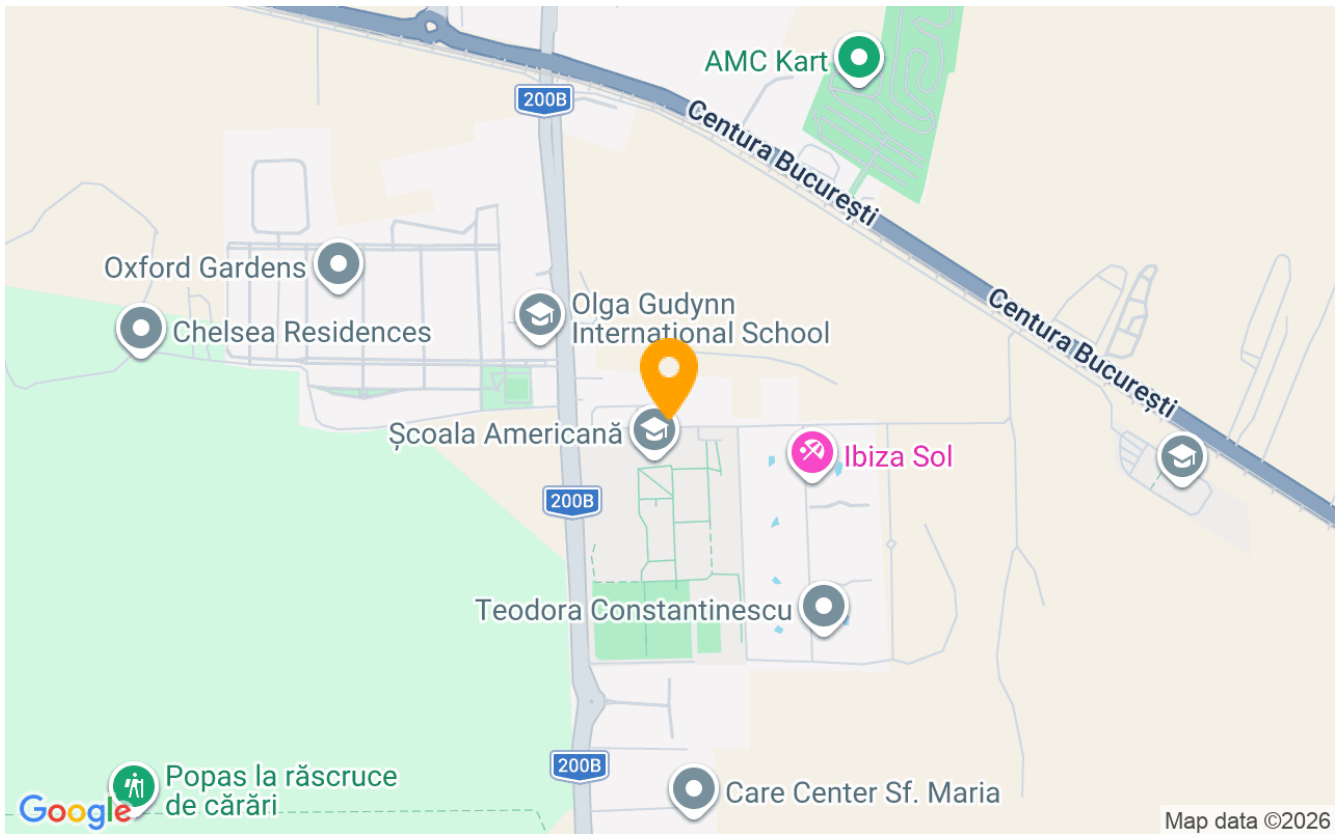 AMC Kart
200B
Centura București
Oxford Gardens
Chelsea Residences
Olga Gudynn
International School
Centura București
Școala Americană
Ibiza Sol
200B
Teodora Constantinescu
200B
Popas la răscruce
de cărări
Care Center Sf. Maria
Google
Map data ©2026